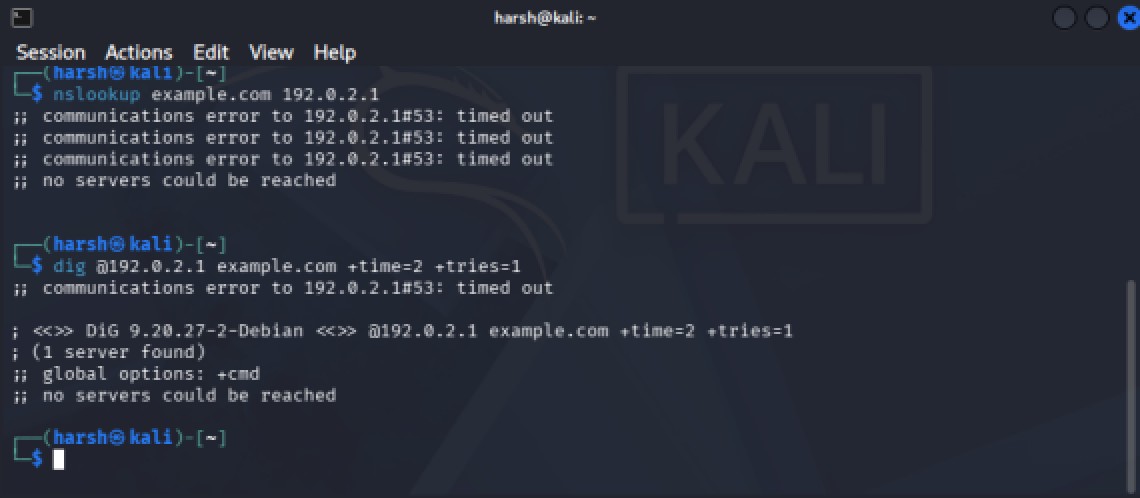 harsh@kali: ~
Session Actions Edit View Help
┌──(harsh㉿kali)-[~]
└─$ nslookup example.com 192.0.2.1
;; communications error to 192.0.2.1#53: timed out
;; communications error to 192.0.2.1#53: timed out
;; communications error to 192.0.2.1#53: timed out
;; no servers could be reached
┌──(harsh㉿kali)-[~]
└─$ dig @192.0.2.1 example.com +time=2 +tries=1
;; communications error to 192.0.2.1#53: timed out
; <<>> DiG 9.20.27-2-Debian <<>> @192.0.2.1 example.com +time=2 +tries=1
; (1 server found)
;; global options: +cmd
;; no servers could be reached
┌──(harsh㉿kali)-[~]
└─$
KALI